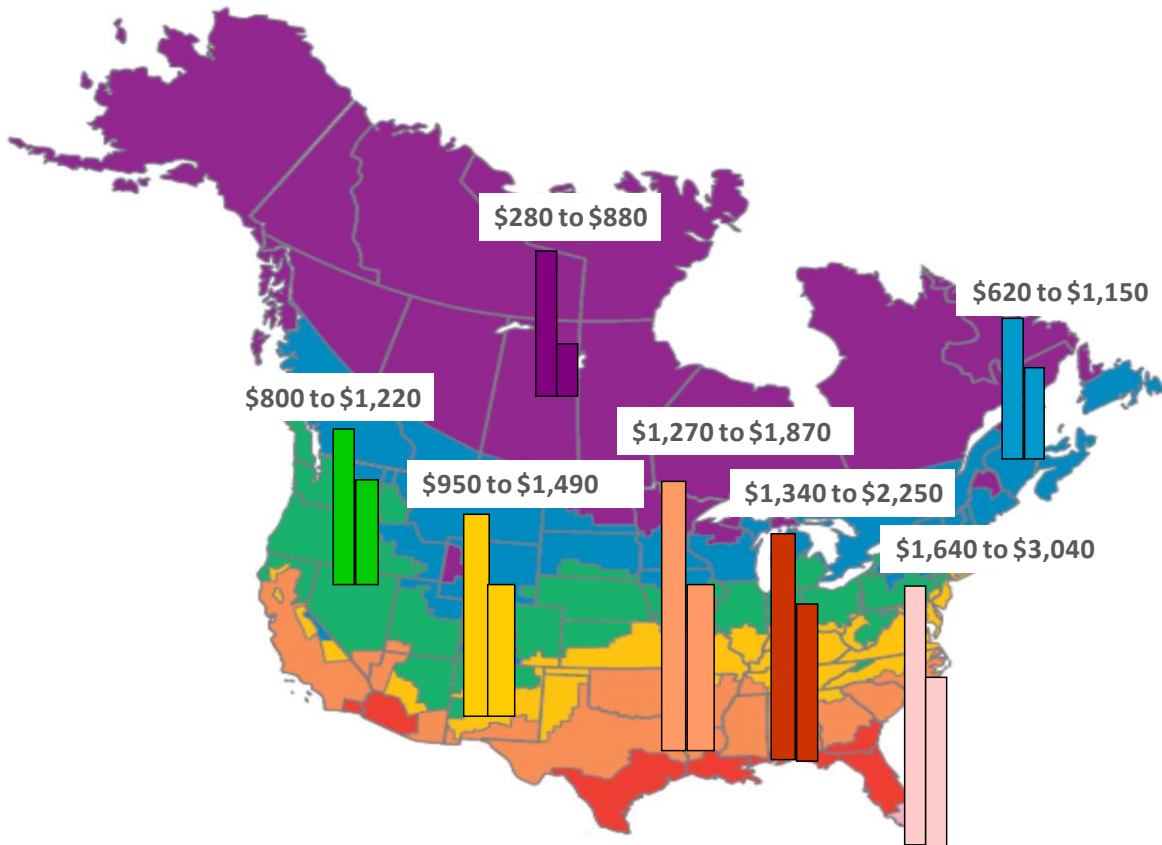 $280 to $880
$620 to $1,150
$800 to $1,220
$1,270 to $1,870
$950 to $1,490
$1,340 to $2,250
$1,640 to $3,040